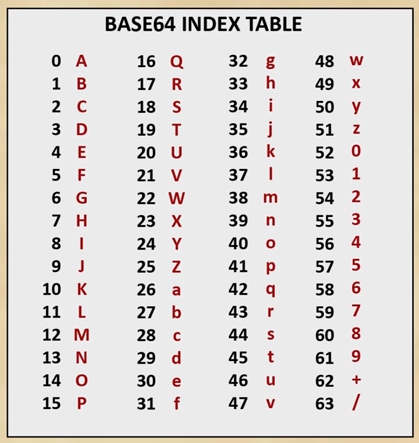 BASE64 INDEX TABLE
0 A 16 Q 32 g 48 w
1 B 17 R 33 h 49 x
2 C 18 S 34 i 50 y
3 D 19 T 35 j 51 z
4 E 20 U 36 k 52 0
5 F 21 V 37 l 53 1
6 G 22 W 38 m 54 2
7 H 23 X 39 n 55 3
8 I 24 Y 40 o 56 4
9 J 25 Z 41 p 57 5
10 K 26 a 42 q 58 6
11 L 27 b 43 r 59 7
12 M 28 c 44 s 60 8
13 N 29 d 45 t 61 9
14 O 30 e 46 u 62 +
15 P 31 f 47 v 63 /